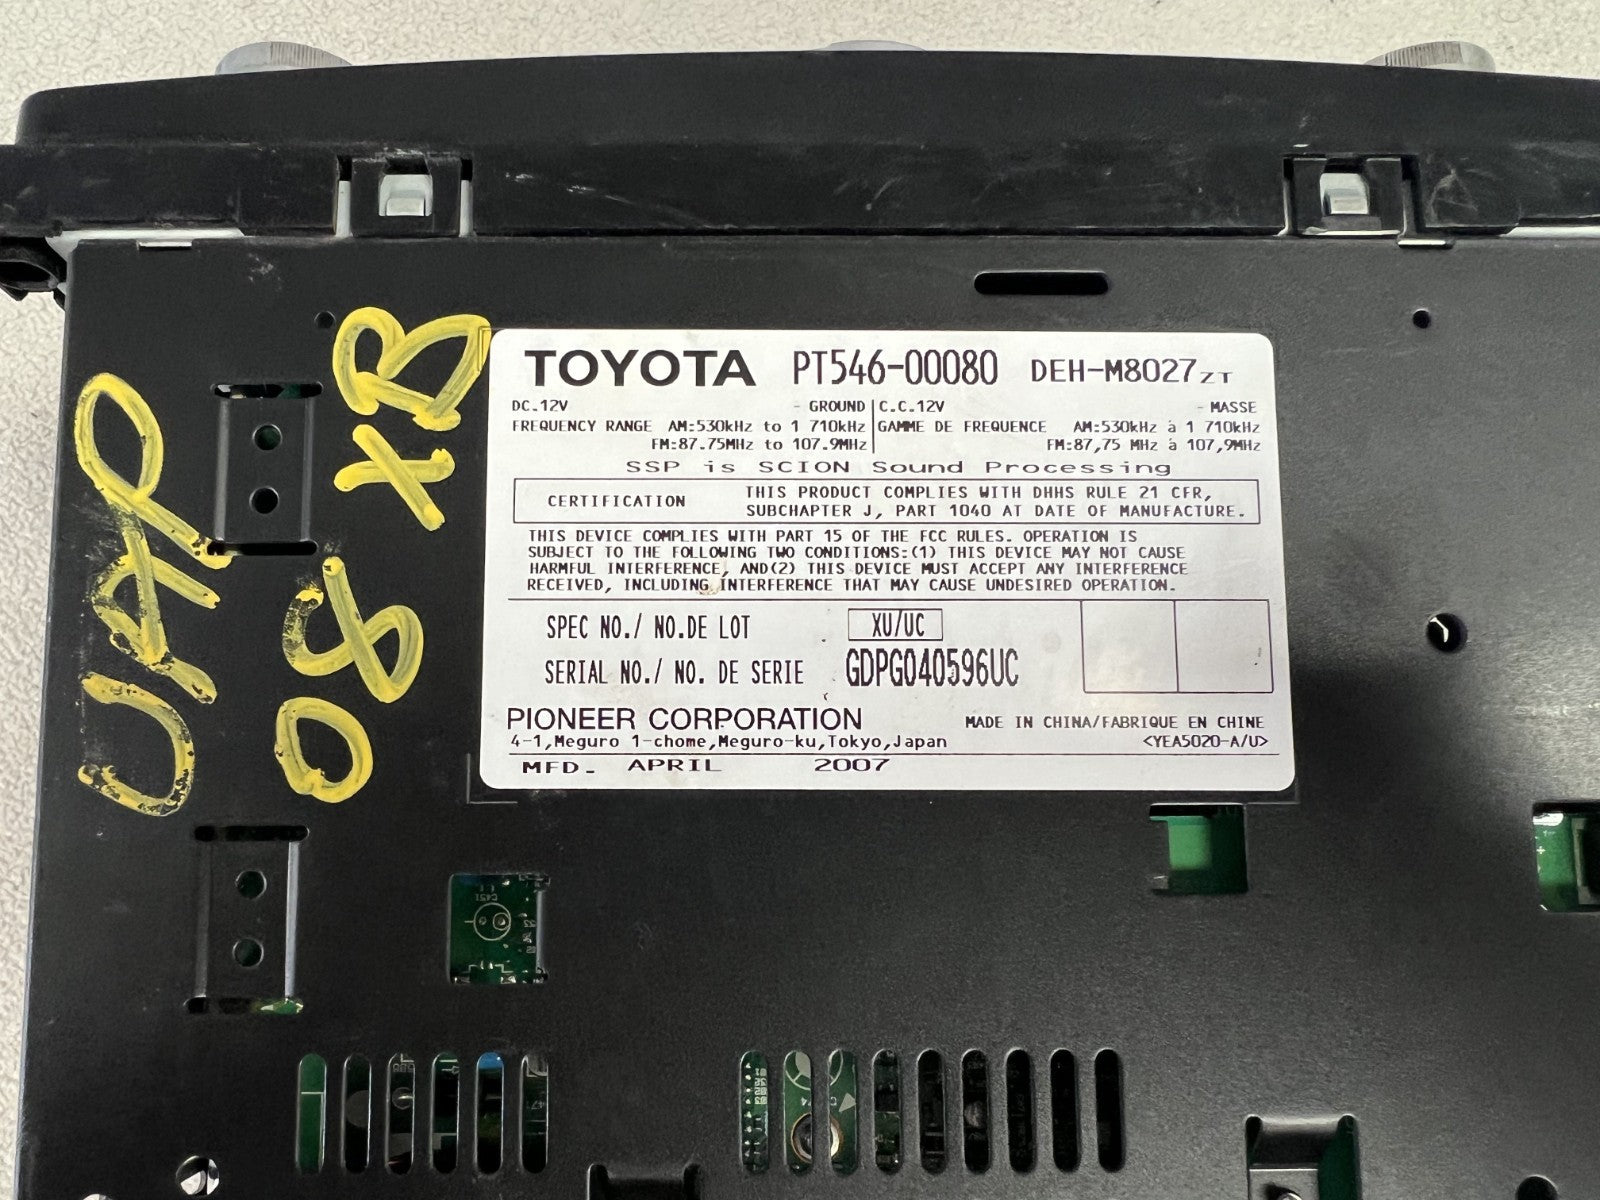 TOYOTA PT546-00080 DEH-M8027ZT
DC.12V - GROUND
FREQUENCY RANGE AM:530kHz to 1 710kHz
FM:87.75MHz to 107.9MHz
C.C.12V - MASSE
GAMME DE FREQUENCE AM:530kHz à 1 710kHz
FM:87,75 MHz à 107,9MHz
SSP is SCION Sound Processing
CERTIFICATION
THIS PRODUCT COMPLIES WITH DHHS RULE 21 CFR,
SUBCHAPTER J, PART 1040 AT DATE OF MANUFACTURE.
THIS DEVICE COMPLIES WITH PART 15 OF THE FCC RULES. OPERATION IS
SUBJECT TO THE FOLLOWING TWO CONDITIONS:(1) THIS DEVICE MAY NOT CAUSE
HARMFUL INTERFERENCE, AND(2) THIS DEVICE MUST ACCEPT ANY INTERFERENCE
RECEIVED, INCLUDING INTERFERENCE THAT MAY CAUSE UNDESIRED OPERATION.
SPEC NO./ NO.DE LOT XU/UC
SERIAL NO./ NO. DE SERIE GDPG040596UC
PIONEER CORPORATION MADE IN CHINA/FABRIQUE EN CHINE
4-1,Meguro 1-chome,Meguro-ku,Tokyo,Japan <YEA5020-A/U>
MFD. APRIL 2007
08 XB
C451